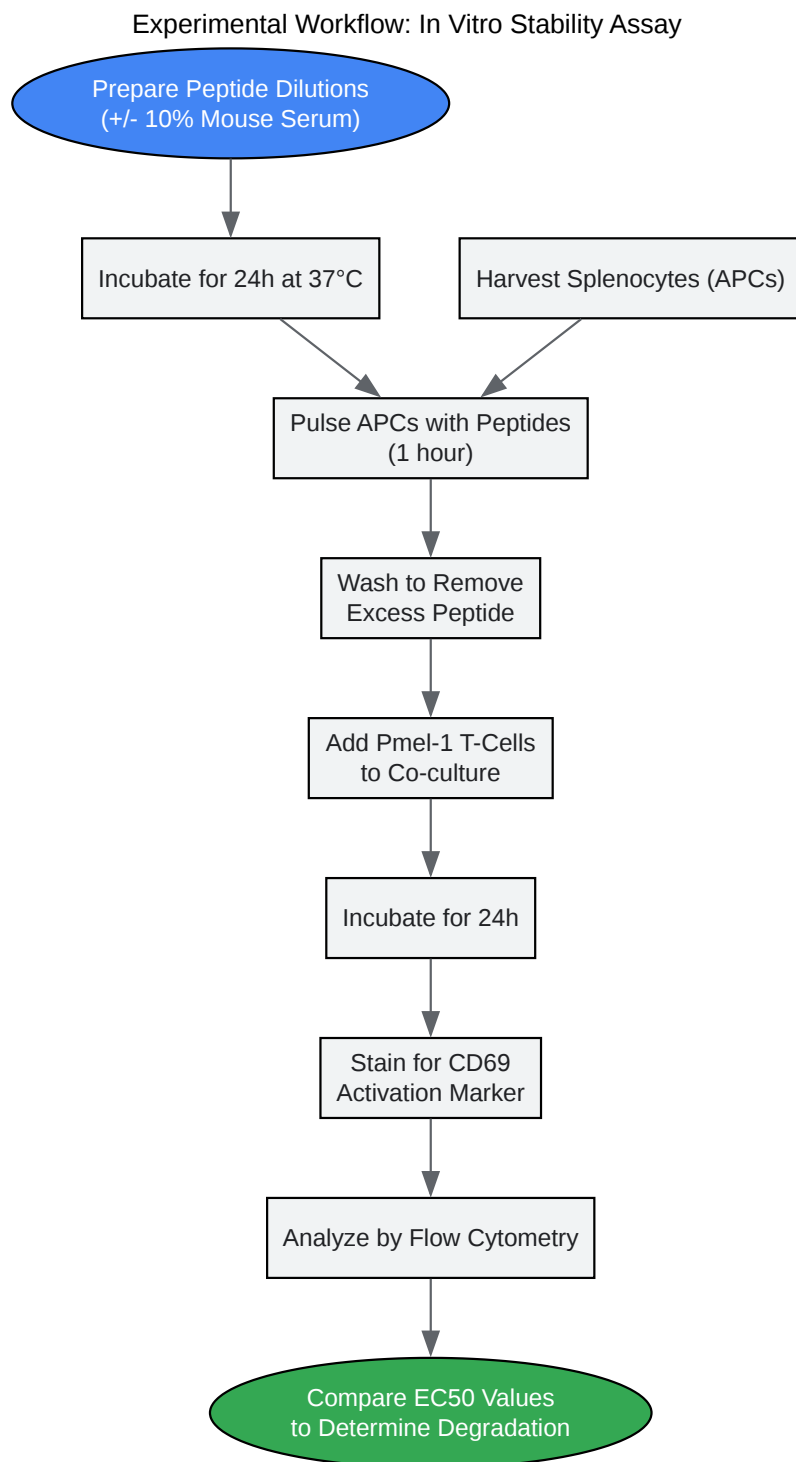 Experimental Workflow: In Vitro Stability Assay
Prepare Peptide Dilutions
(+/- 10% Mouse Serum)
Incubate for 24h at 37°C
Harvest Splenocytes (APCs)
Pulse APCs with Peptides
(1 hour)
Wash to Remove
Excess Peptide
Add Pmel-1 T-Cells
to Co-culture
Incubate for 24h
Stain for CD69
Activation Marker
Analyze by Flow Cytometry
Compare EC50 Values
to Determine Degradation